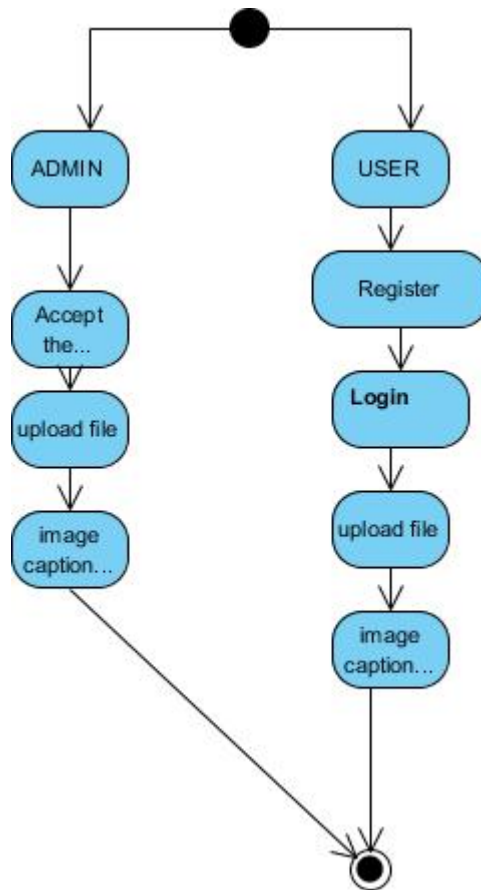 ADMIN
USER
Register
Accept
the...
Login
upload file
upload file
image
caption...
image
caption...